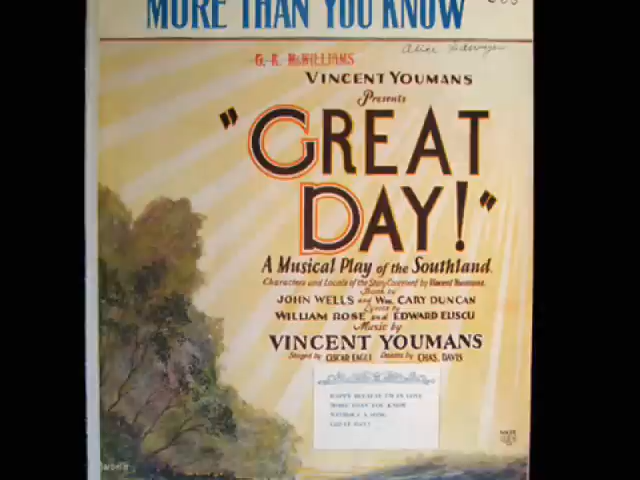 MORE THAN YOU KNOW
G. K. McWILLIAMS
Alice
VINCENT YOUMANS
Presents
"GREAT
DAY!"
A Musical Play of the Southland.
Characters and Locale of the Story Conceived by Vincent Youmans.
Book by
JOHN WELLS and Wm. CARY DUNCAN
Lyrics by
WILLIAM ROSE and EDWARD ELISCU
Music by
VINCENT YOUMANS
Staged by OSCAR EAGLE Dances by CHAS. DAVIS
HAPPY BECAUSE I'M IN LOVE
MORE THAN YOU KNOW
WITHOUT A SONG
GREAT DAY!